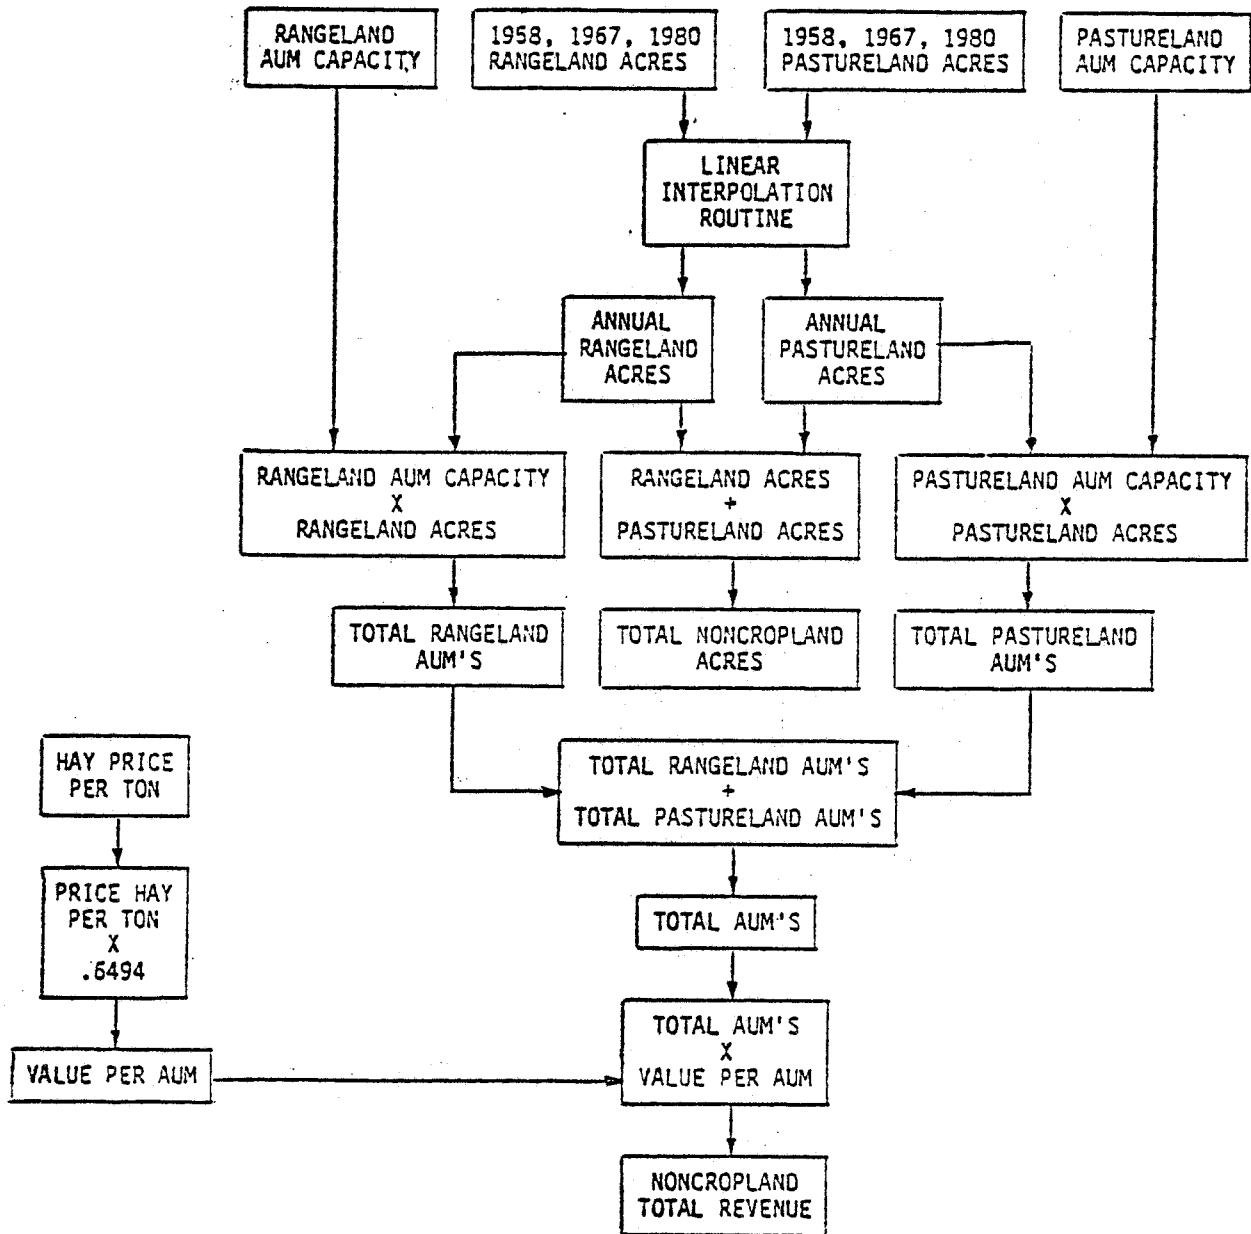 RANGELAND
AUM CAPACITY
1958, 1967, 1980
RANGELAND ACRES
1958, 1967, 1980
PASTURELAND ACRES
PASTURELAND
AUM CAPACITY
LINEAR
INTERPOLATION
ROUTINE
ANNUAL
RANGELAND
ACRES
ANNUAL
PASTURELAND
ACRES
RANGELAND AUM CAPACITY
X
RANGELAND ACRES
RANGELAND ACRES
+
PASTURELAND ACRES
PASTURELAND AUM CAPACITY
X
PASTURELAND ACRES
TOTAL RANGELAND
AUM'S
TOTAL NONCROPLAND
ACRES
TOTAL PASTURELAND
AUM'S
HAY PRICE
PER TON
TOTAL RANGELAND AUM'S
+
TOTAL PASTURELAND AUM'S
PRICE HAY
PER TON
X
.6494
TOTAL AUM'S
VALUE PER AUM
TOTAL AUM'S
X
VALUE PER AUM
NONCROPLAND
TOTAL REVENUE